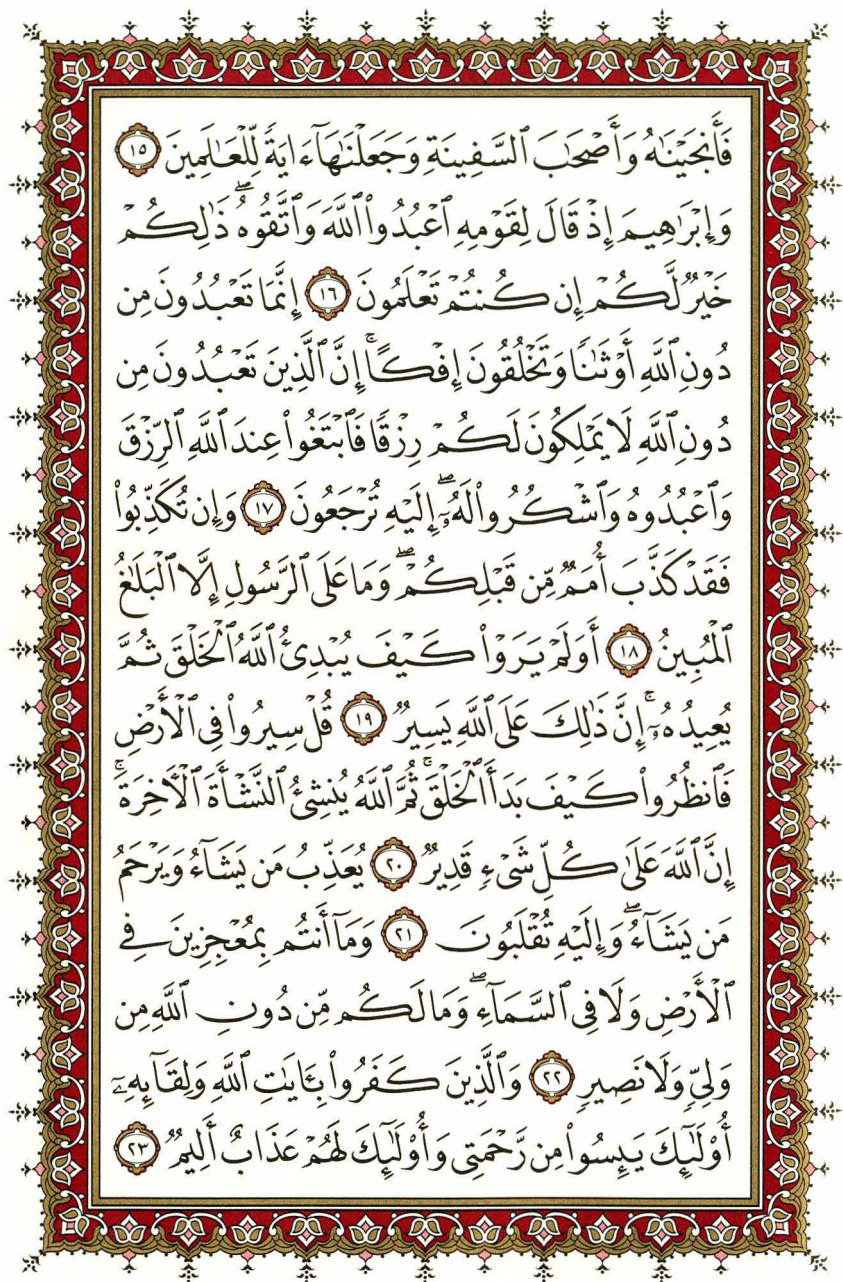 فَأَنجَيْنَٰهُ وَأَصْحَٰبَ ٱلسَّفِينَةِ وَجَعَلْنَٰهَآ ءَايَةً لِّلْعَٰلَمِينَ ١٥
وَإِبْرَٰهِيمَ إِذْ قَالَ لِقَوْمِهِ ٱعْبُدُوا۟ ٱللَّهَ وَٱتَّقُوهُ ۖ ذَٰلِكُمْ
خَيْرٌ لَّكُمْ إِن كُنتُمْ تَعْلَمُونَ ١٦ إِنَّمَا تَعْبُدُونَ مِن
دُونِ ٱللَّهِ أَوْثَٰنًا وَتَخْلُقُونَ إِفْكًا ۚ إِنَّ ٱلَّذِينَ تَعْبُدُونَ مِن
دُونِ ٱللَّهِ لَا يَمْلِكُونَ لَكُمْ رِزْقًا فَٱبْتَغُوا۟ عِندَ ٱللَّهِ ٱلرِّزْقَ
وَٱعْبُدُوهُ وَٱشْكُرُوا۟ لَهُۥٓ ۖ إِلَيْهِ تُرْجَعُونَ ١٧ وَإِن تُكَذِّبُوا۟
فَقَدْ كَذَّبَ أُمَمٌ مِّن قَبْلِكُمْ ۖ وَمَا عَلَى ٱلرَّسُولِ إِلَّا ٱلْبَلَٰغُ
ٱلْمُبِينُ ١٨ أَوَلَمْ يَرَوْا۟ كَيْفَ يُبْدِئُ ٱللَّهُ ٱلْخَلْقَ ثُمَّ
يُعِيدُهُۥٓ ۚ إِنَّ ذَٰلِكَ عَلَى ٱللَّهِ يَسِيرٌ ١٩ قُلْ سِيرُوا۟ فِى ٱلْأَرْضِ
فَٱنظُرُوا۟ كَيْفَ بَدَأَ ٱلْخَلْقَ ۚ ثُمَّ ٱللَّهُ يُنشِئُ ٱلنَّشْأَةَ ٱلْـَٔاخِرَةَ ۚ
إِنَّ ٱللَّهَ عَلَىٰ كُلِّ شَىْءٍ قَدِيرٌ ٢٠ يُعَذِّبُ مَن يَشَآءُ وَيَرْحَمُ
مَن يَشَآءُ ۖ وَإِلَيْهِ تُقْلَبُونَ ٢١ وَمَآ أَنتُم بِمُعْجِزِينَ فِى
ٱلْأَرْضِ وَلَا فِى ٱلسَّمَآءِ ۖ وَمَا لَكُم مِّن دُونِ ٱللَّهِ مِن
وَلِىٍّ وَلَا نَصِيرٍ ٢٢ وَٱلَّذِينَ كَفَرُوا۟ بِـَٔايَٰتِ ٱللَّهِ وَلِقَآئِهِۦٓ
أُو۟لَٰٓئِكَ يَئِسُوا۟ مِن رَّحْمَتِى وَأُو۟لَٰٓئِكَ لَهُمْ عَذَابٌ أَلِيمٌ ٢٣